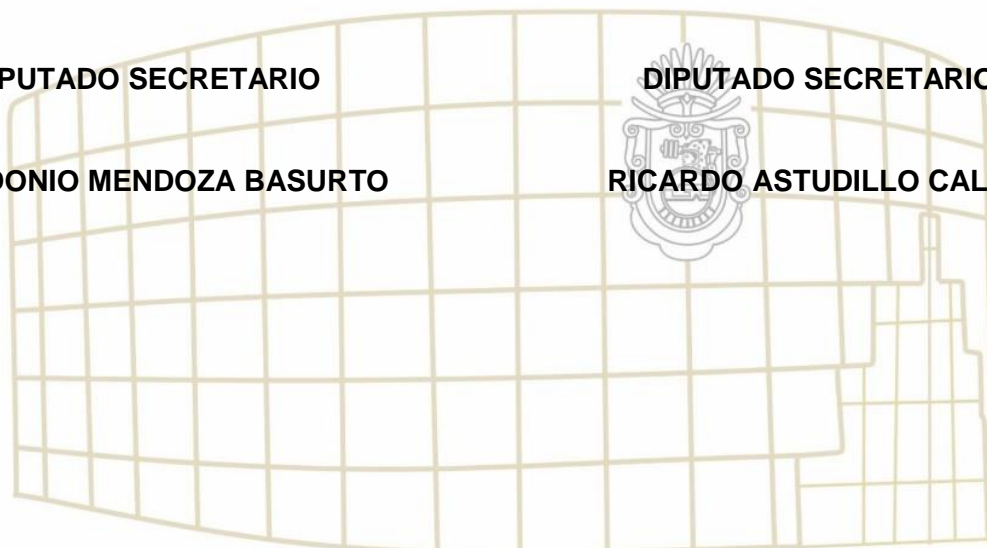 PUTADO SECRETARIO
DIPUTADO SECRETARIO
DONIO MENDOZA BASURTO
RICARDO ASTUDILLO CAL